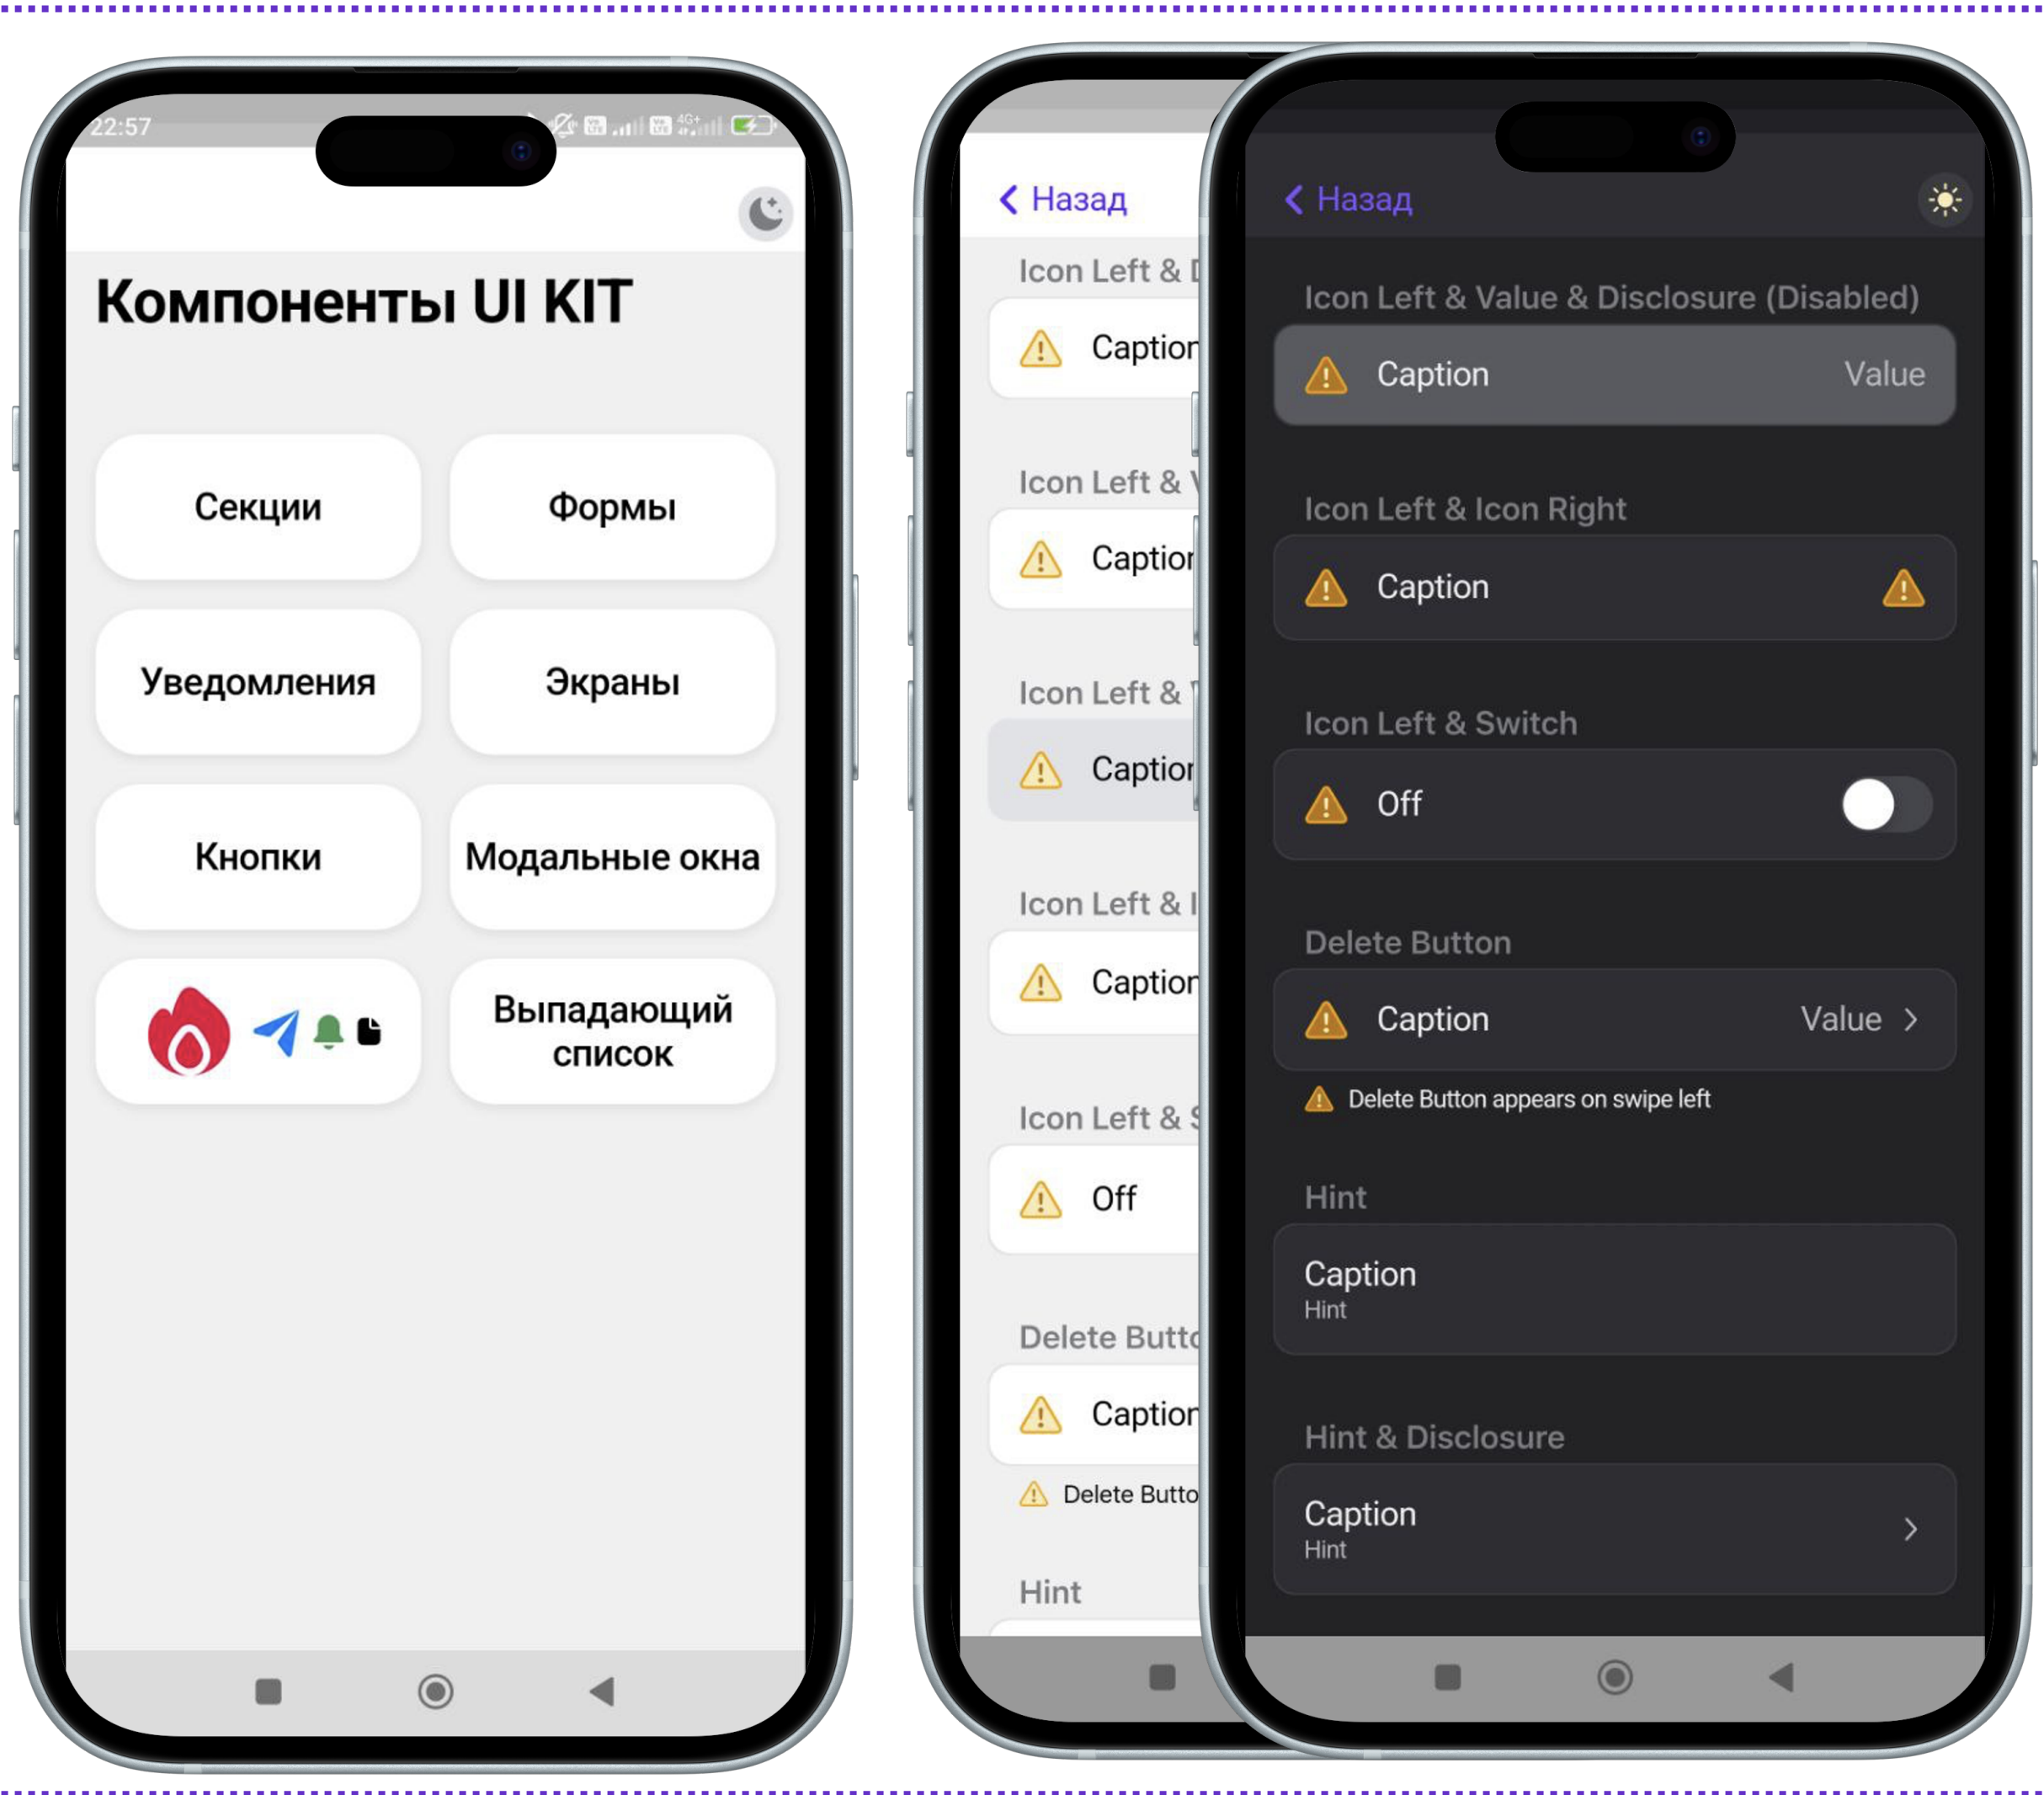 22:57
4G+
Компоненты UI KIT
Секции
Формы
Уведомления
Экраны
Кнопки
Модальные окна
Выпадающий
список
Назад
Icon Left &
Caption
Icon Left &
Caption
Icon Left &
Caption
Icon Left &
Caption
Icon Left &
Off
Delete Butto
Caption
Delete Butto
Hint
Назад
Icon Left & Value & Disclosure (Disabled)
Caption
Value
Icon Left & Icon Right
Caption
Icon Left & Switch
Off
Delete Button
Caption
Value
Delete Button appears on swipe left
Hint
Caption
Hint
Hint & Disclosure
Caption
Hint